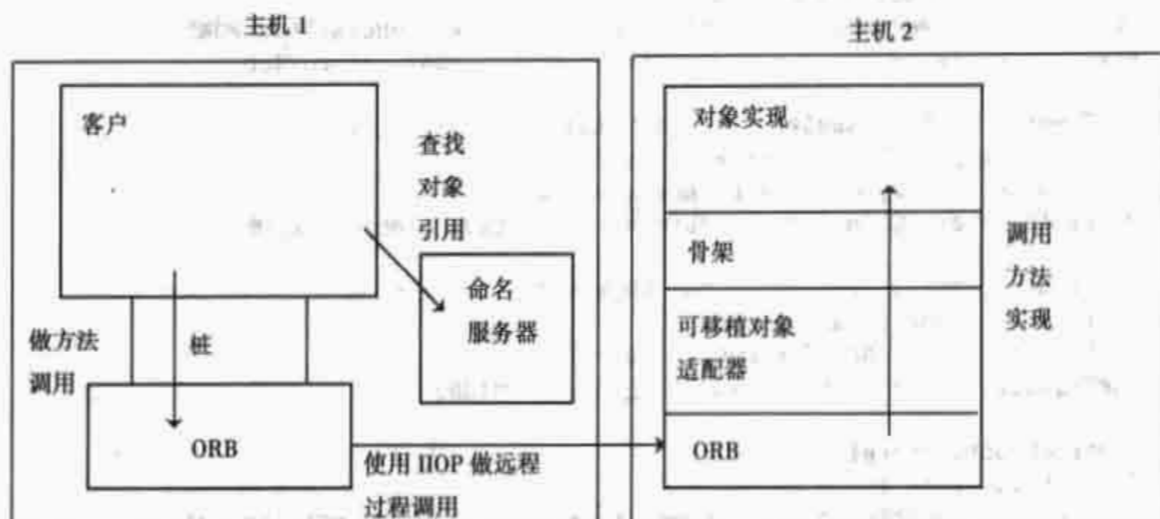 主机 1
客户
查找
对象
引用
命名
服务器
做方法
调用
桩
ORB
使用 IIOP 做远程
过程调用
主机 2
对象实现
骨架
可移植对象
适配器
ORB
调用
方法
实现